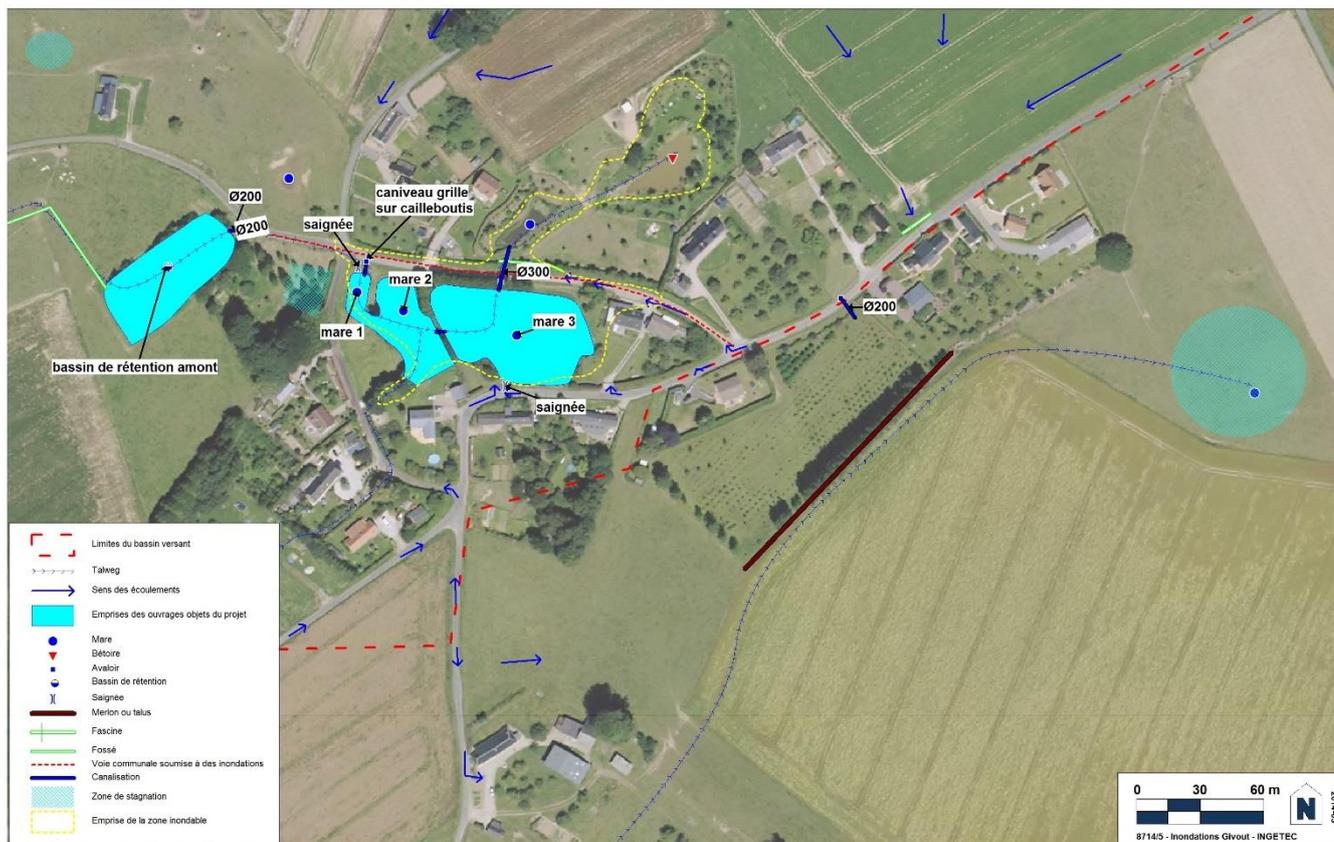 Ø200
Ø200
saignée
caniveau grille
sur cailleboutis
mare 1
mare 2
Ø300
mare 3
Ø200
bassin de rétention amont
saignée
Limites du bassin versant
Talweg
Sens des écoulements
Emprises des ouvrages objets du projet
Mare
Bétoire
Avaloir
Bassin de rétention
Saignée
Merlon ou talus
Fascine
Fossé
Voie communale soumise à des inondations
Canalisation
Zone de stagnation
Emprise de la zone inondable
0 30 60 m
N
8714/5 - Inondations Givout - INGETEC